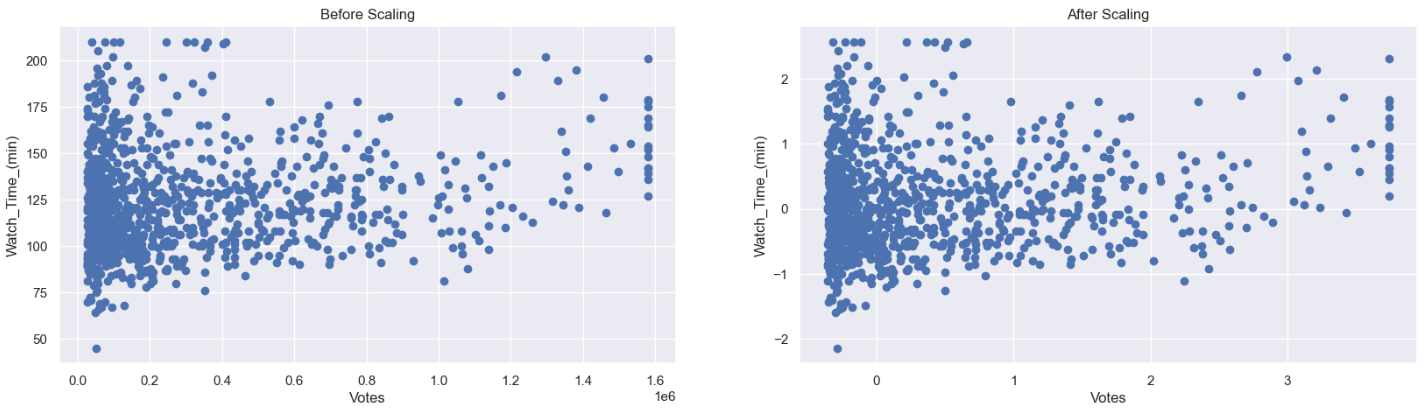 Before Scaling
Watch_Time_(min)
200
175
150
125
100
75
50
0.0 0.2 0.4 0.6 0.8 1.0 1.2 1.4 1.6
Votes
1e6
After Scaling
Watch_Time_(min)
2
1
0
−1
−2
0 1 2 3
Votes